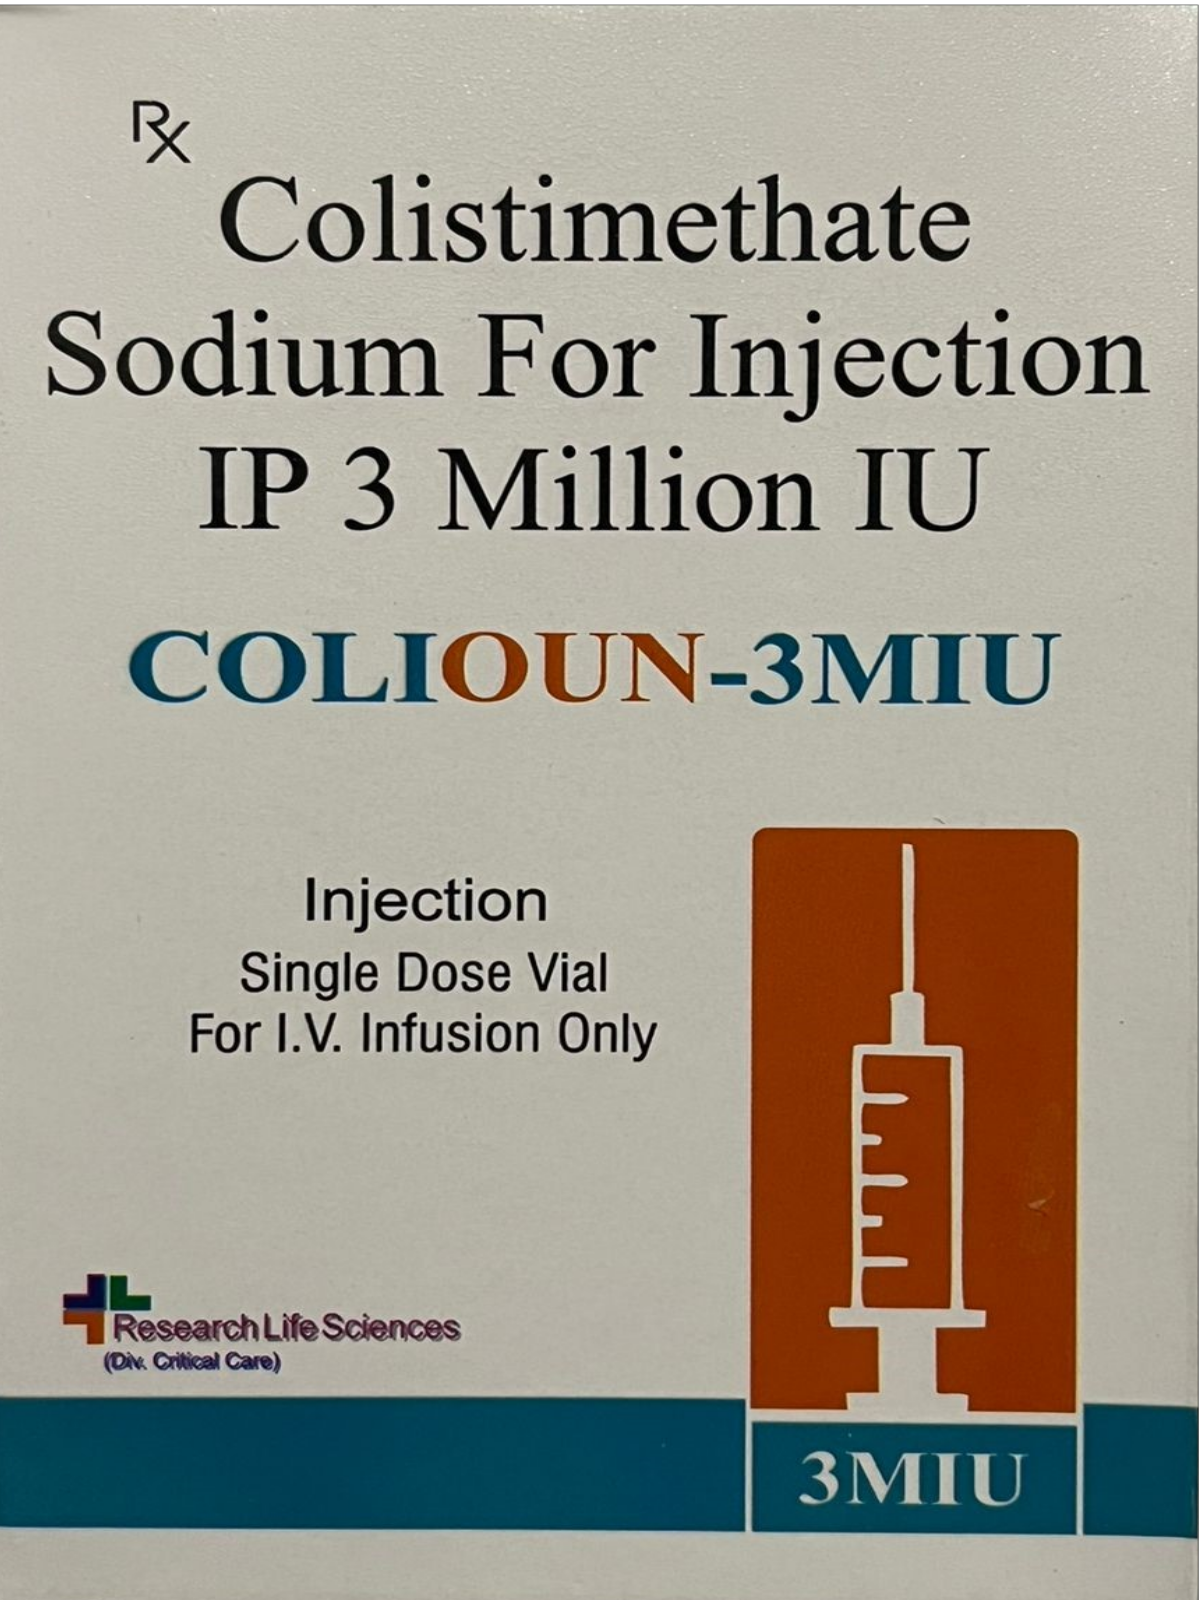 Rx
Colistimethate
Sodium For Injection
IP 3 Million IU
COLIOUN-3MIU
Injection
Single Dose Vial
For I.V. Infusion Only
Research Life Sciences
(Div. Critical Care)
3MIU